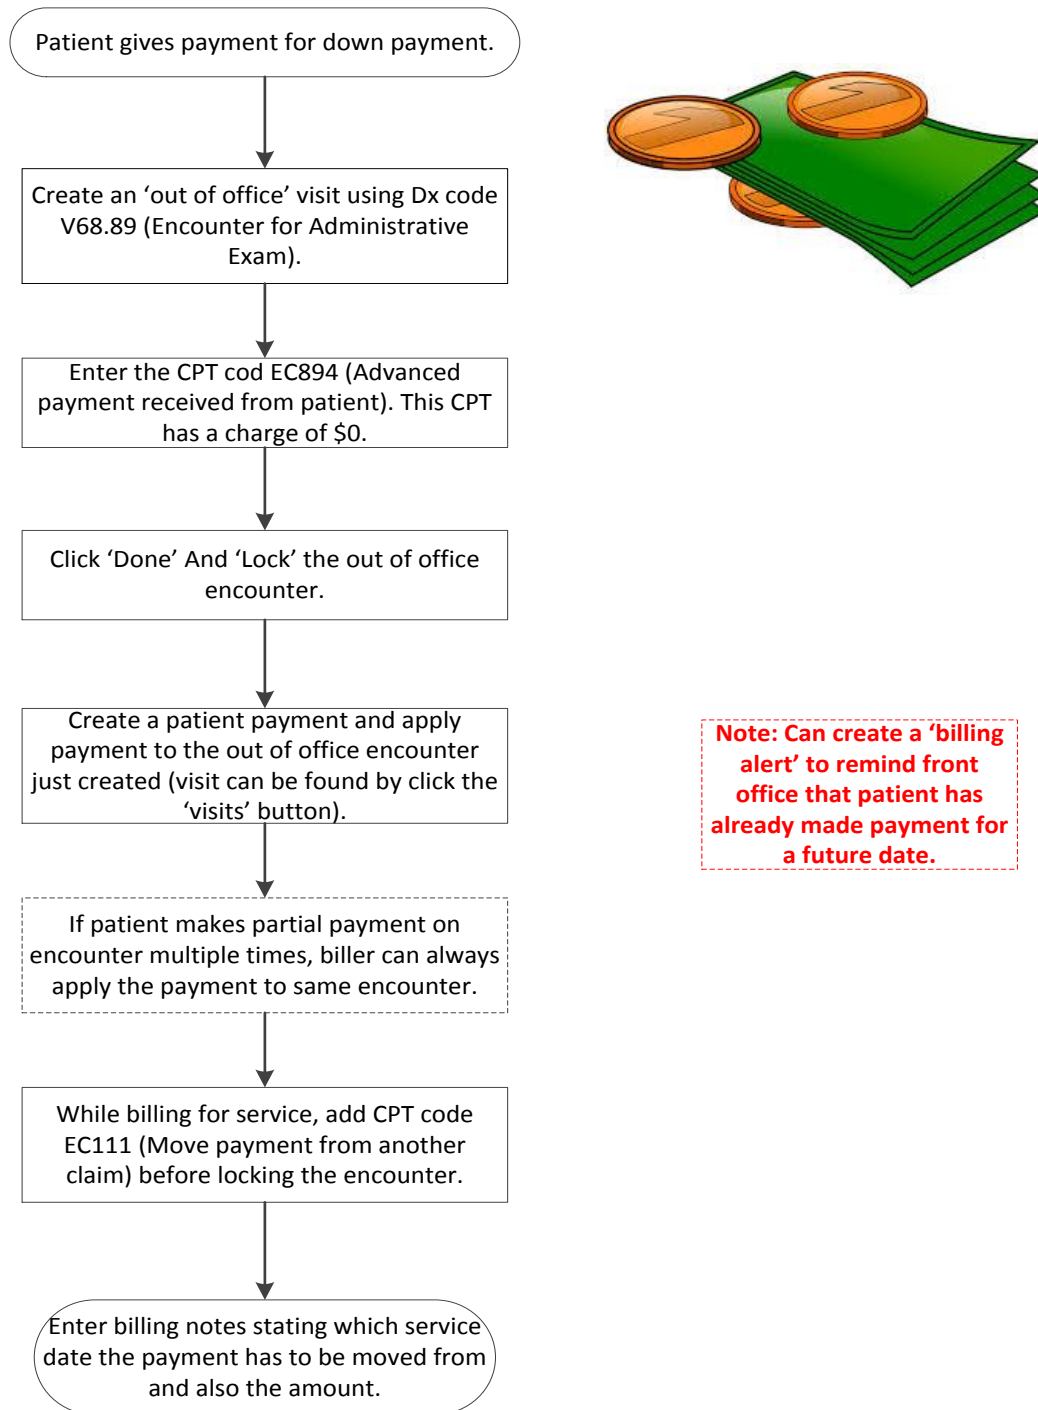 Patient gives payment for down payment.
Create an ‘out of office’ visit using Dx code
V68.89 (Encounter for Administrative
Exam).
Enter the CPT cod EC894 (Advanced
payment received from patient). This CPT
has a charge of $0.
Click ‘Done’ And ‘Lock’ the out of office
encounter.
Create a patient payment and apply
payment to the out of office encounter
just created (visit can be found by click the
‘visits’ button).
Note: Can create a ‘billing
alert’ to remind front
office that patient has
already made payment for
a future date.
If patient makes partial payment on
encounter multiple times, biller can always
apply the payment to same encounter.
While billing for service, add CPT code
EC111 (Move payment from another
claim) before locking the encounter.
Enter billing notes stating which service
date the payment has to be moved from
and also the amount.